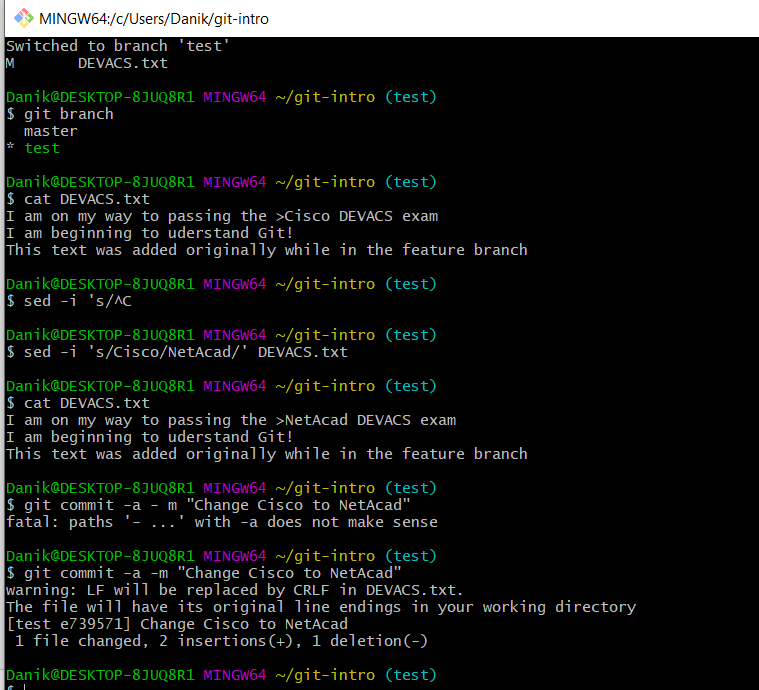 MINGW64:/c/Users/Danik/git-intro
Switched to branch 'test'
M       DEVACS.txt
Danik@DESKTOP-8JUQ8R1 MINGW64 ~/git-intro (test)
$ git branch
  master
* test
Danik@DESKTOP-8JUQ8R1 MINGW64 ~/git-intro (test)
$ cat DEVACS.txt
I am on my way to passing the >Cisco DEVACS exam
I am beginning to uderstand Git!
This text was added originally while in the feature branch
Danik@DESKTOP-8JUQ8R1 MINGW64 ~/git-intro (test)
$ sed -i 's/^C
Danik@DESKTOP-8JUQ8R1 MINGW64 ~/git-intro (test)
$ sed -i 's/Cisco/NetAcad/' DEVACS.txt
Danik@DESKTOP-8JUQ8R1 MINGW64 ~/git-intro (test)
$ cat DEVACS.txt
I am on my way to passing the >NetAcad DEVACS exam
I am beginning to uderstand Git!
This text was added originally while in the feature branch
Danik@DESKTOP-8JUQ8R1 MINGW64 ~/git-intro (test)
$ git commit -a - m "Change Cisco to NetAcad"
fatal: paths '- ...' with -a does not make sense
Danik@DESKTOP-8JUQ8R1 MINGW64 ~/git-intro (test)
$ git commit -a -m "Change Cisco to NetAcad"
warning: LF will be replaced by CRLF in DEVACS.txt.
The file will have its original line endings in your working directory
[test e739571] Change Cisco to NetAcad
 1 file changed, 2 insertions(+), 1 deletion(-)
Danik@DESKTOP-8JUQ8R1 MINGW64 ~/git-intro (test)
$